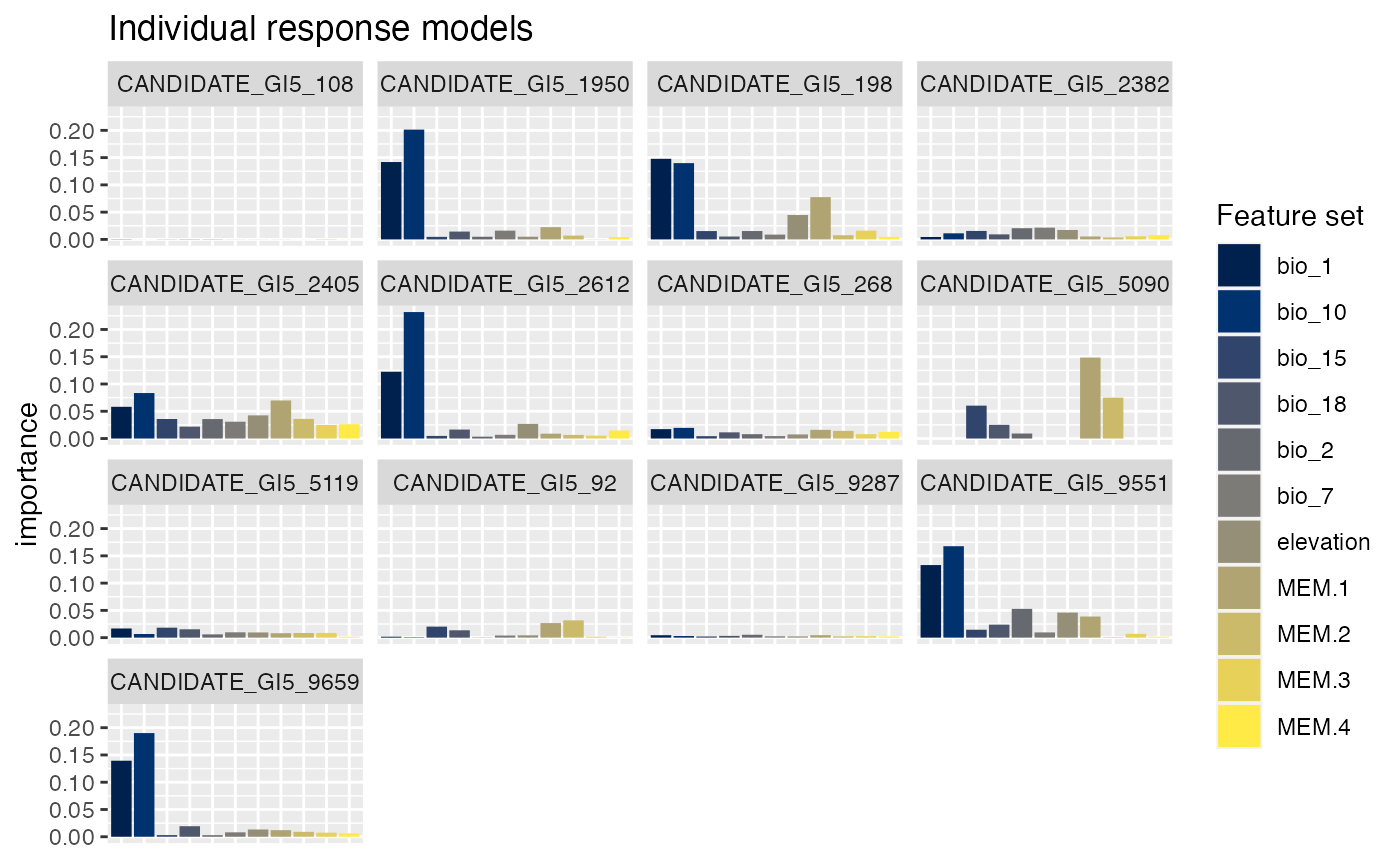 Individual response models
CANDIDATE_GI5_108
CANDIDATE_GI5_1950
CANDIDATE_GI5_198
CANDIDATE_GI5_2382
0.20
0.15
0.10
0.05
0.00
CANDIDATE_GI5_2405
CANDIDATE_GI5_2612
CANDIDATE_GI5_268
CANDIDATE_GI5_5090
0.20
0.15
0.10
0.05
0.00
CANDIDATE_GI5_5119
CANDIDATE_GI5_92
CANDIDATE_GI5_9287
CANDIDATE_GI5_9551
0.20
0.15
0.10
0.05
0.00
CANDIDATE_GI5_9659
0.20
0.15
0.10
0.05
0.00
importance
Feature set
bio_1
bio_10
bio_15
bio_18
bio_2
bio_7
elevation
MEM.1
MEM.2
MEM.3
MEM.4